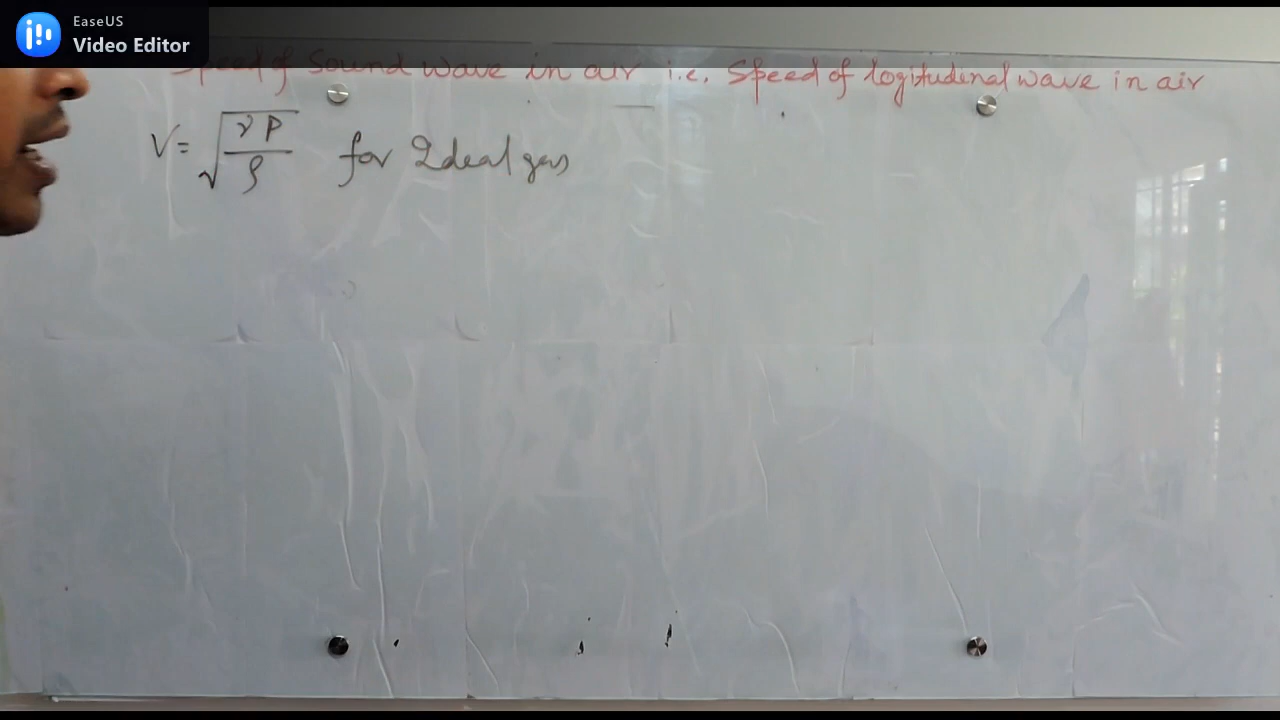 EaseUS
Video Editor
Speed of Sound wave in air i.e. Speed of logitudinal wave in air
V = √(γP/ρ) for Ideal gas